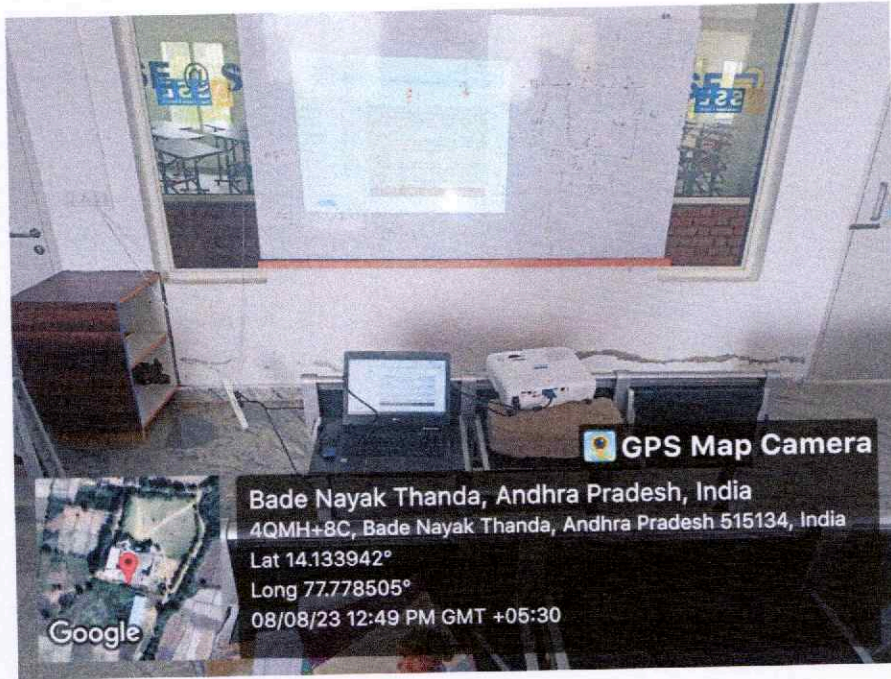 SSE
GPS Map Camera
Bade Nayak Thanda, Andhra Pradesh, India
4QMH+8C, Bade Nayak Thanda, Andhra Pradesh 515134, India
Lat 14.133942°
Long 77.778505°
08/08/23 12:49 PM GMT +05:30
Google